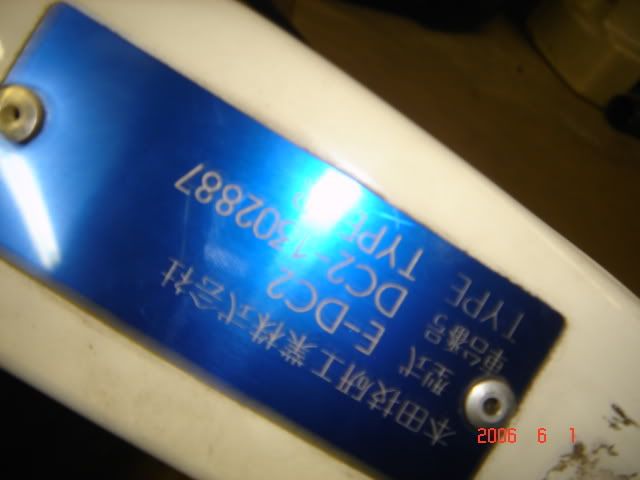 本田技研工業株式会社
型式 E-DC2
車台番号 DC2-1302887
TYPE TYPE
2006 6 1